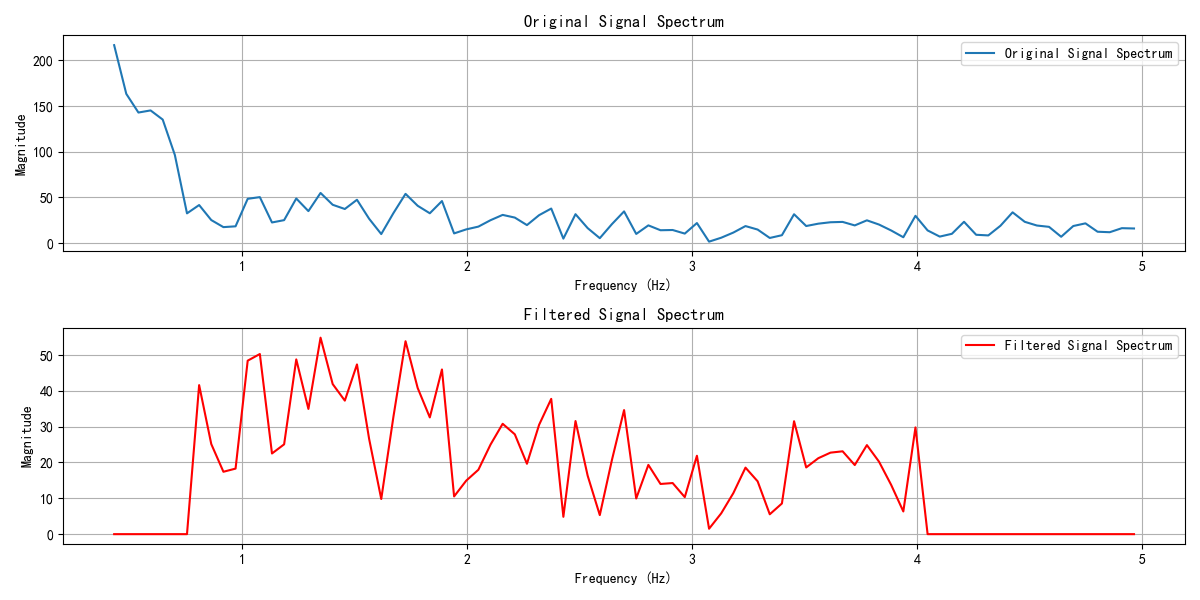 Original Signal Spectrum
Original Signal Spectrum
Magnitude
200
150
100
50
0
1 2 3 4 5
Frequency (Hz)
Filtered Signal Spectrum
Filtered Signal Spectrum
Magnitude
50
40
30
20
10
0
1 2 3 4 5
Frequency (Hz)